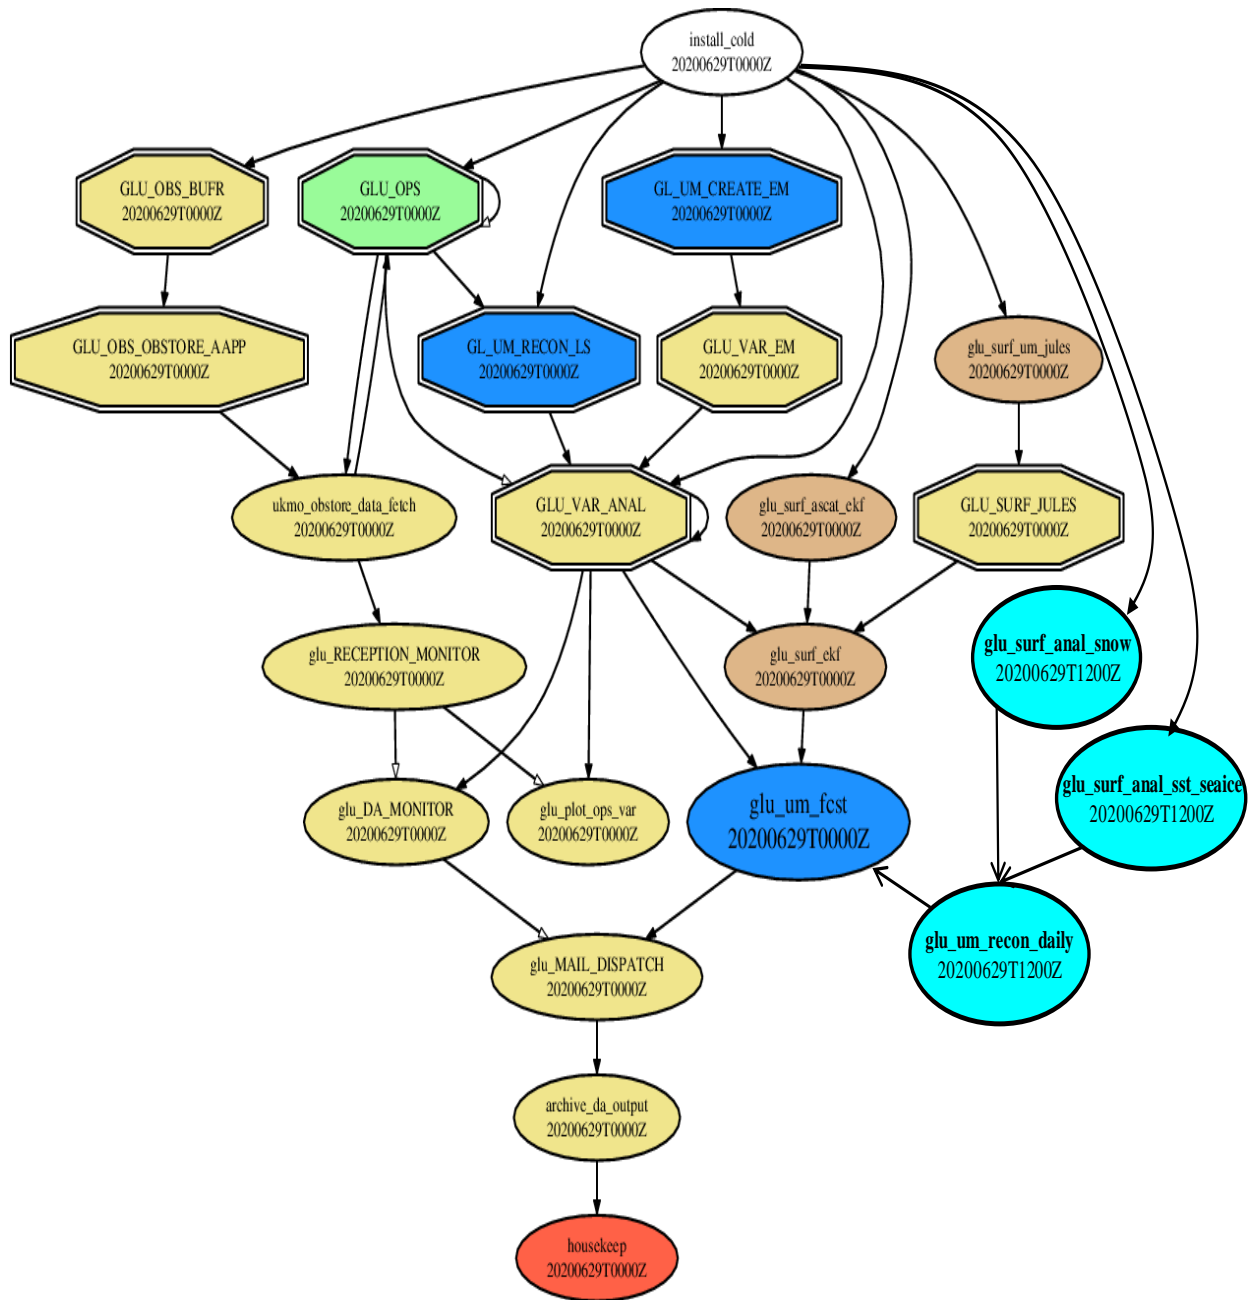 install_cold
20200629T0000Z
GLU_OBS_BUFR
20200629T0000Z
GLU_OPS
20200629T0000Z
GL_UM_CREATE_EM
20200629T0000Z
GLU_OBS_OBSTORE_AAPP
20200629T0000Z
GL_UM_RECON_LS
20200629T0000Z
GLU_VAR_EM
20200629T0000Z
glu_surf_um_jules
20200629T0000Z
ukmo_obstore_data_fetch
20200629T0000Z
GLU_VAR_ANAL
20200629T0000Z
glu_surf_ascat_ekf
20200629T0000Z
GLU_SURF_JULES
20200629T0000Z
glu_RECEPTION_MONITOR
20200629T0000Z
glu_surf_ekf
20200629T0000Z
glu_surf_anal_snow
20200629T1200Z
glu_DA_MONITOR
20200629T0000Z
glu_plot_ops_var
20200629T0000Z
glu_um_fcst
20200629T0000Z
glu_surf_anal_sst_seaice
20200629T1200Z
glu_um_recon_daily
20200629T1200Z
glu_MAIL_DISPATCH
20200629T0000Z
archive_da_output
20200629T0000Z
housekeep
20200629T0000Z